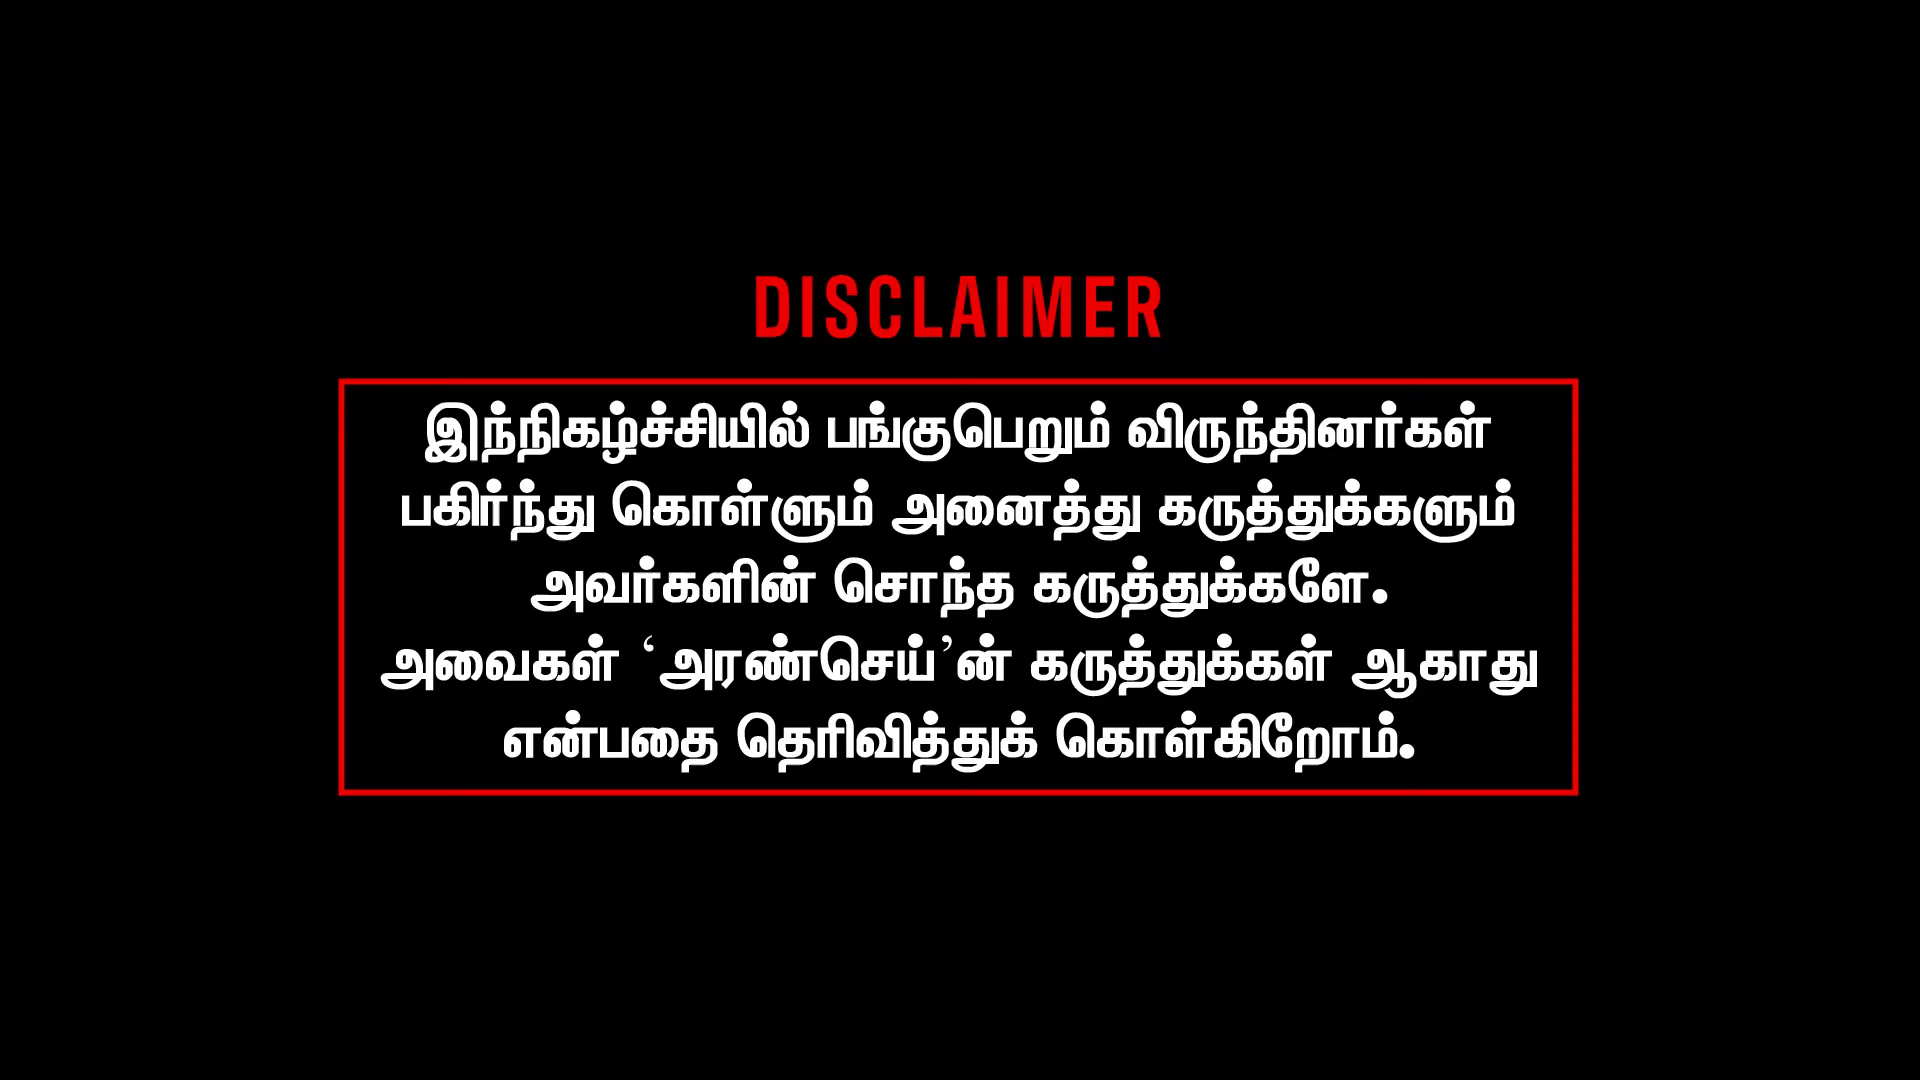 DISCLAIMER
இந்நிகழ்ச்சியில் பங்குபெறும் விருந்தினர்கள்
பகிர்ந்து கொள்ளும் அனைத்து கருத்துக்களும்
அவர்களின் சொந்த கருத்துக்களே.
அவைகள் ‘அரண்செய்’ன் கருத்துக்கள் ஆகாது
என்பதை தெரிவித்துக் கொள்கிறோம்.